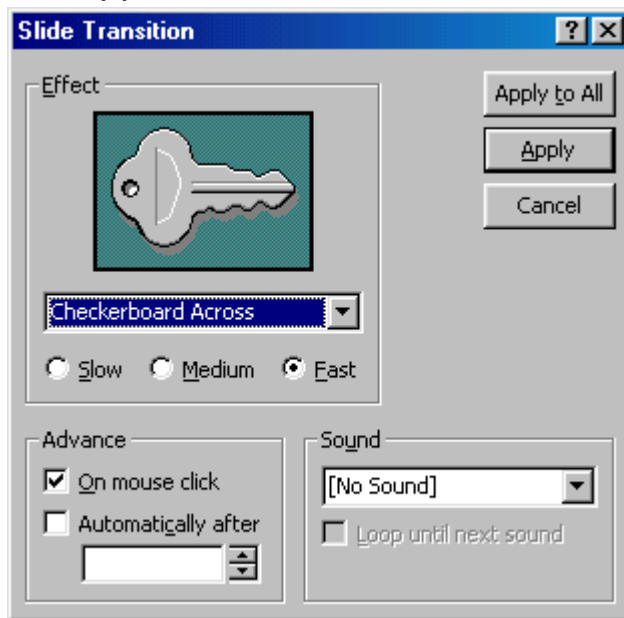 Slide Transition
Effect
Apply to All
Apply
Cancel
Checkerboard Across
Slow Medium Fast
Advance
On mouse click
Automatically after
Sound
[No Sound]
Loop until next sound